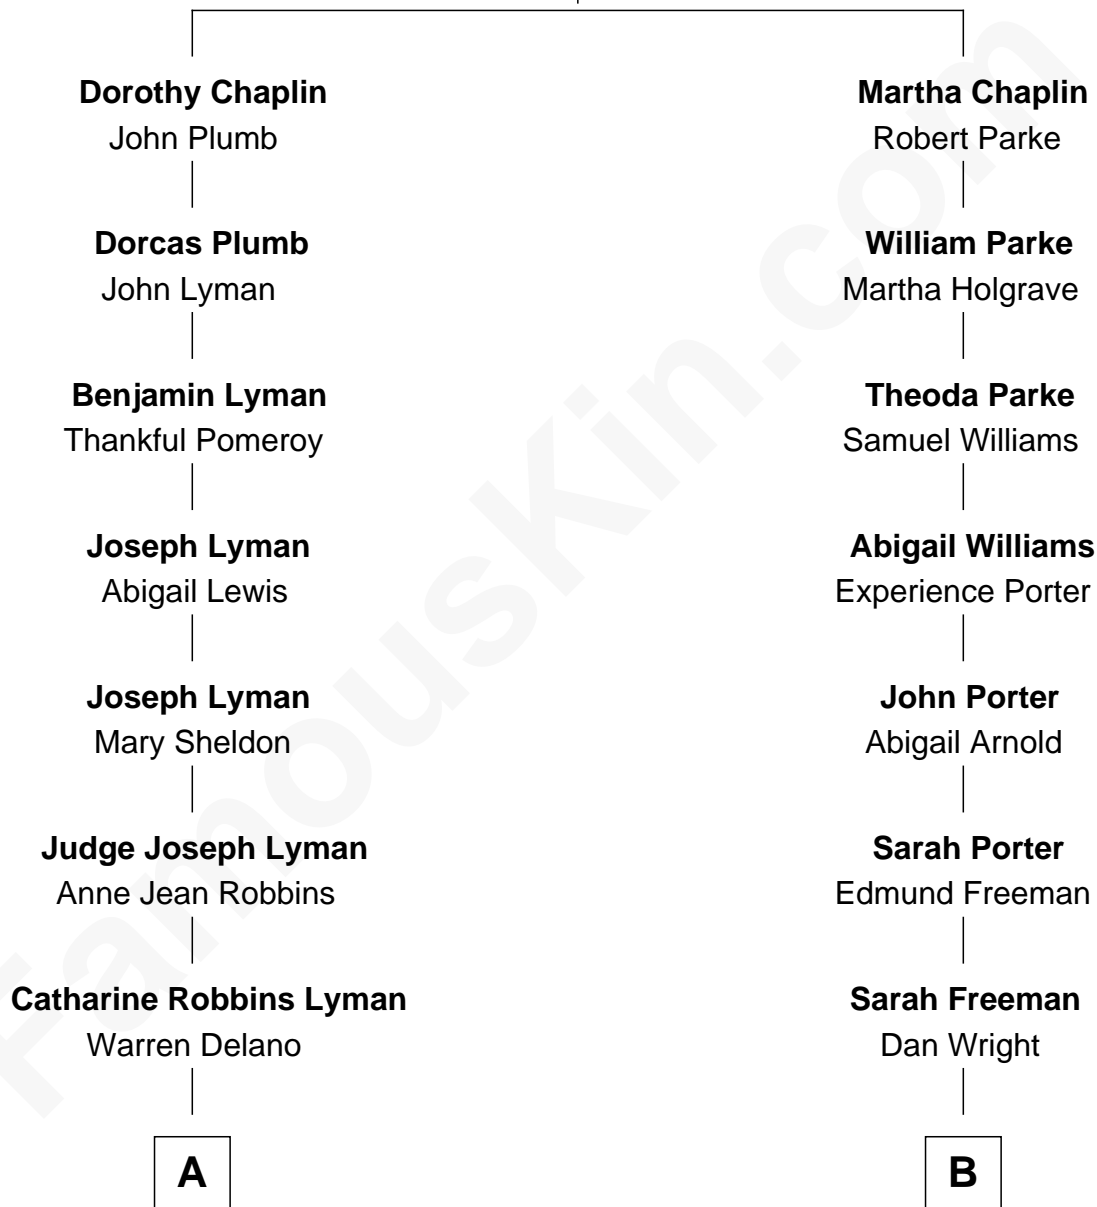 Dorothy Chaplin
John Plumb
Dorcas Plumb
John Lyman
Benjamin Lyman
Thankful Pomeroy
Joseph Lyman
Abigail Lewis
Joseph Lyman
Mary Sheldon
Judge Joseph Lyman
Anne Jean Robbins
Catharine Robbins Lyman
Warren Delano
A
Martha Chaplin
Robert Parke
William Parke
Martha Holgrave
Theoda Parke
Samuel Williams
Abigail Williams
Experience Porter
John Porter
Abigail Arnold
Sarah Porter
Edmund Freeman
Sarah Freeman
Dan Wright
B
FamousKin.com